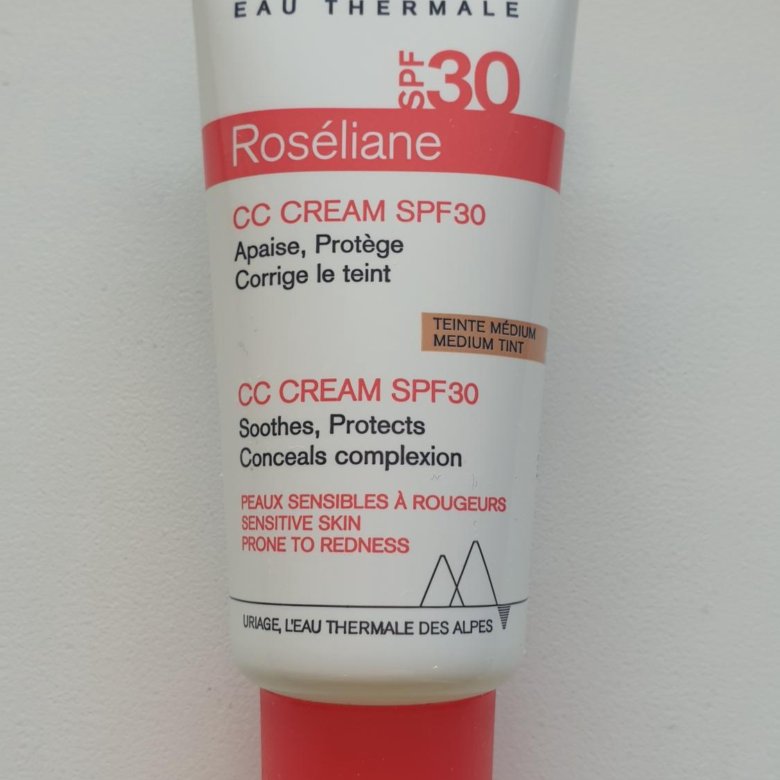 EAU THERMALE
SPF30
Roséliane
CC CREAM SPF30
Apaise, Protège
Corrige le teint
TEINTE MÉDIUM
MEDIUM TINT
CC CREAM SPF30
Soothes, Protects
Conceals complexion
PEAUX SENSIBLES À ROUGEURS
SENSITIVE SKIN
PRONE TO REDNESS
URIAGE, L'EAU THERMALE DES ALPES